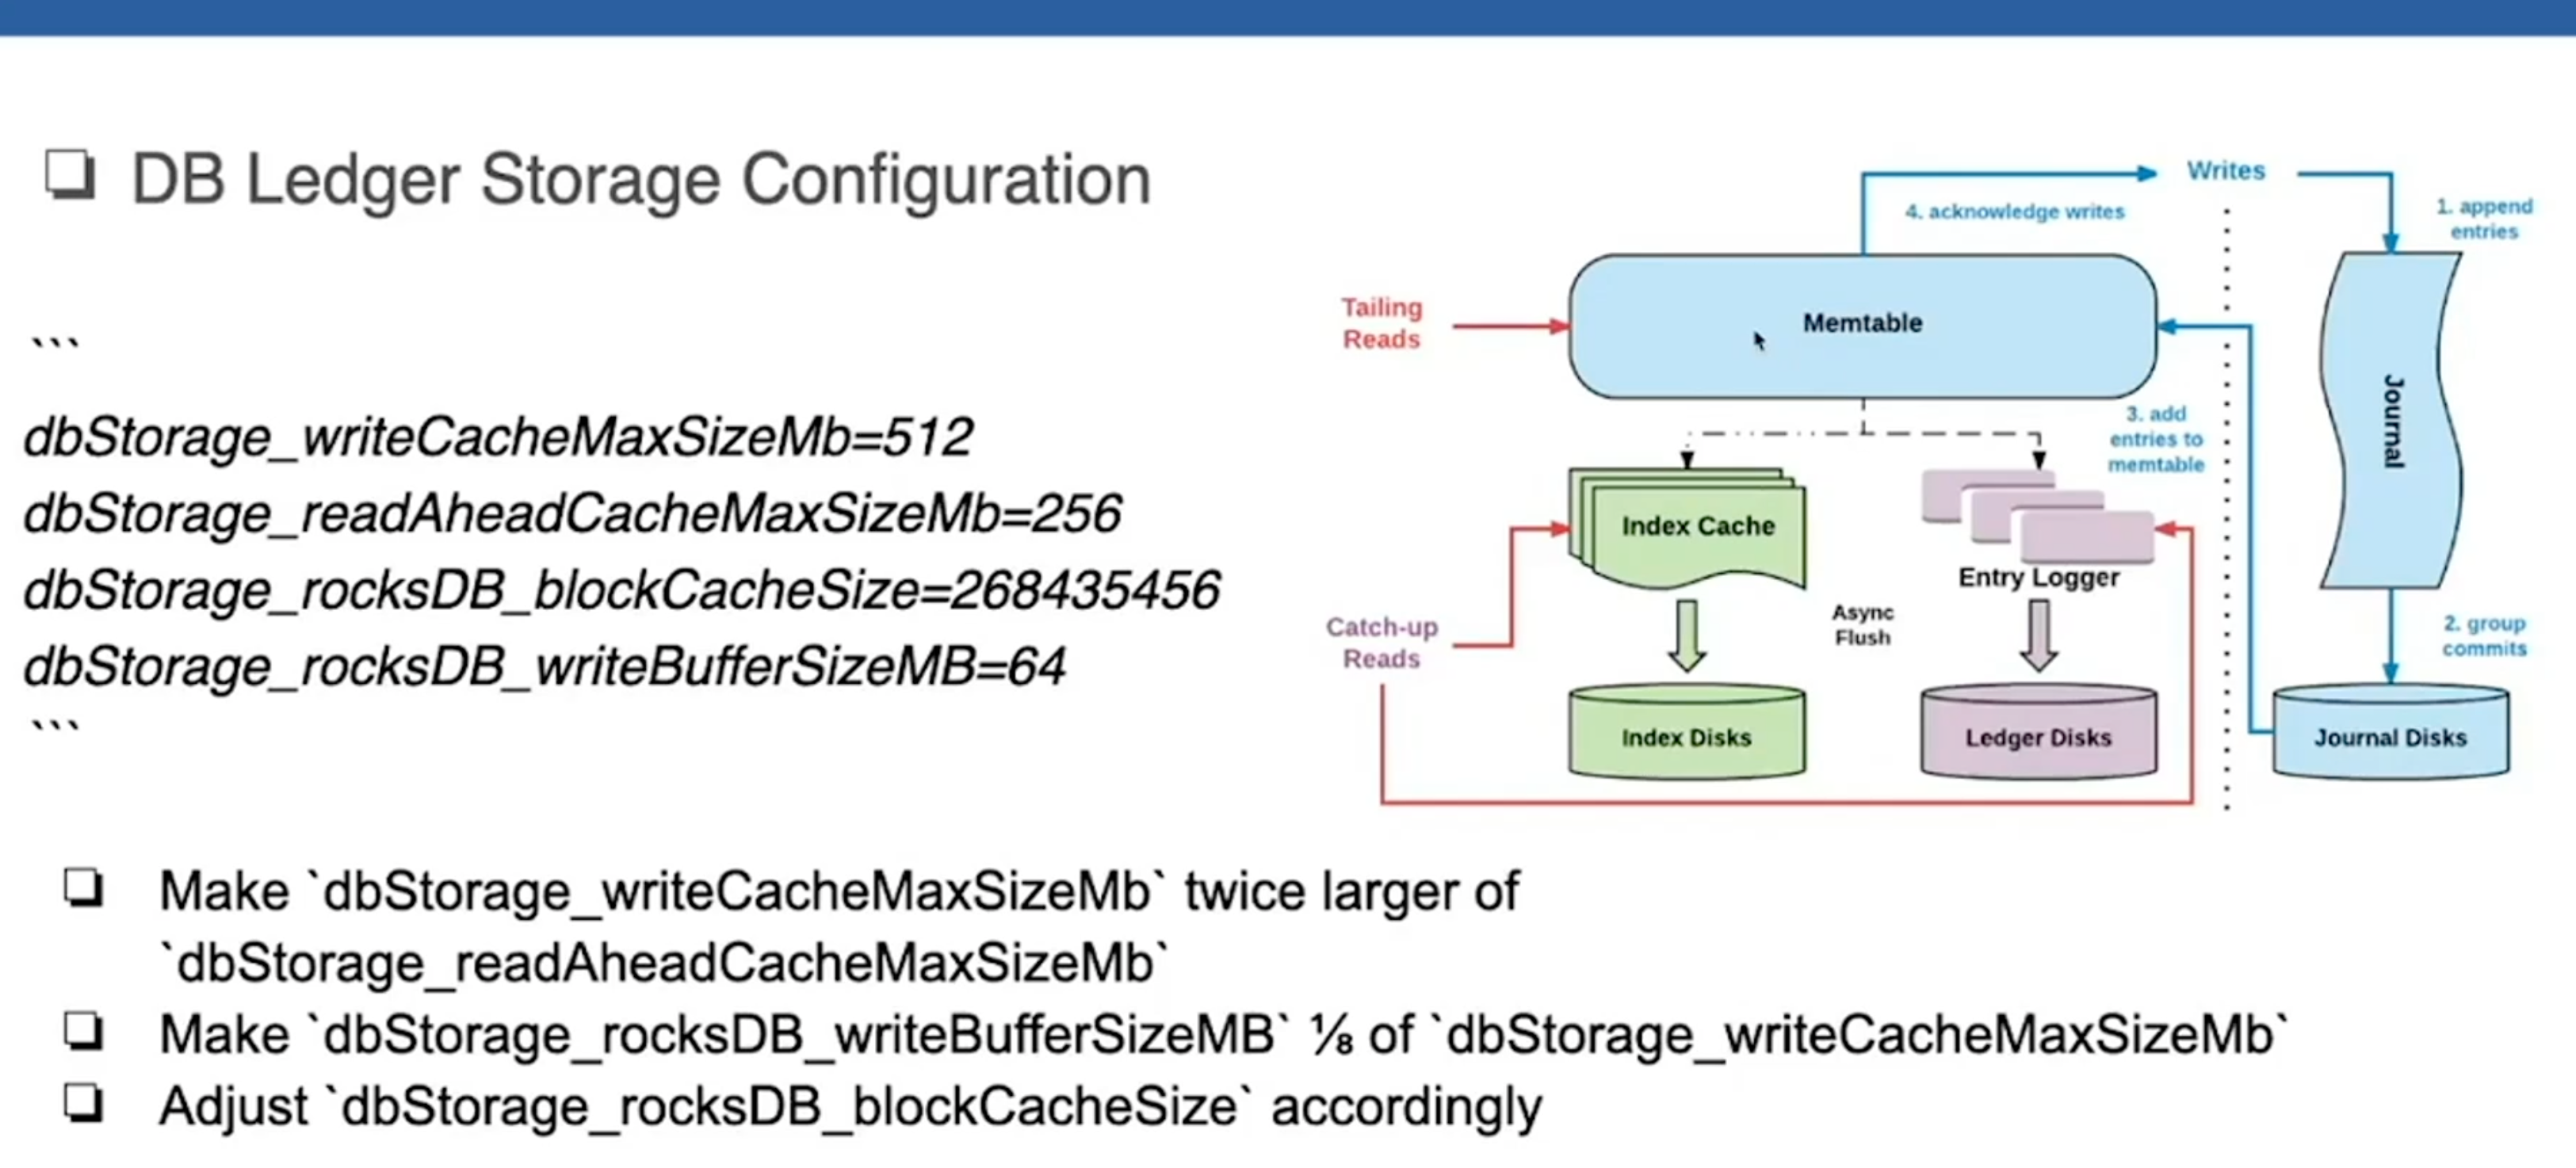 ❏ DB Ledger Storage Configuration
```
dbStorage_writeCacheMaxSizeMb=512
dbStorage_readAheadCacheMaxSizeMb=256
dbStorage_rocksDB_blockCacheSize=268435456
dbStorage_rocksDB_writeBufferSizeMB=64
```
Writes
4. acknowledge writes
1. append
entries
Tailing
Reads
Memtable
Journal
3. add
entries to
memtable
Index Cache
Entry Logger
Async
Flush
Catch-up
Reads
2. group
commits
Index Disks
Ledger Disks
Journal Disks
❏ Make `dbStorage_writeCacheMaxSizeMb` twice larger of
`dbStorage_readAheadCacheMaxSizeMb`
❏ Make `dbStorage_rocksDB_writeBufferSizeMB` ⅛ of `dbStorage_writeCacheMaxSizeMb`
❏ Adjust `dbStorage_rocksDB_blockCacheSize` accordingly